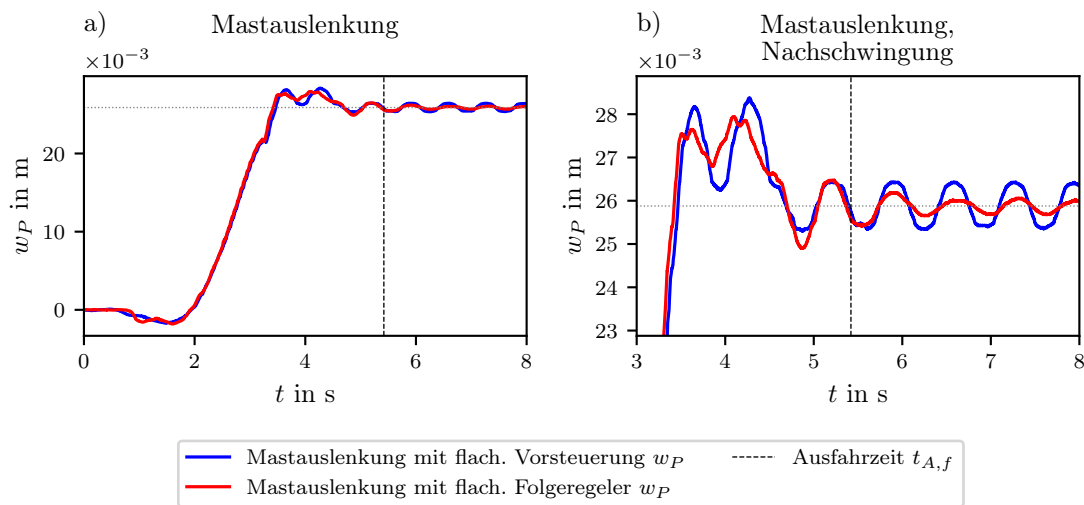 a)
Mastauslenkung
×10⁻³
20
10
0
w_P in m
0
2
4
6
8
t in s
b)
Mastauslenkung,
Nachschwingung
×10⁻³
28
27
26
25
24
23
w_P in m
3
4
5
6
7
8
t in s
Mastauslenkung mit flach. Vorsteuerung w_P
Mastauslenkung mit flach. Folgeregeler w_P
Ausfahrzeit t_{A,f}